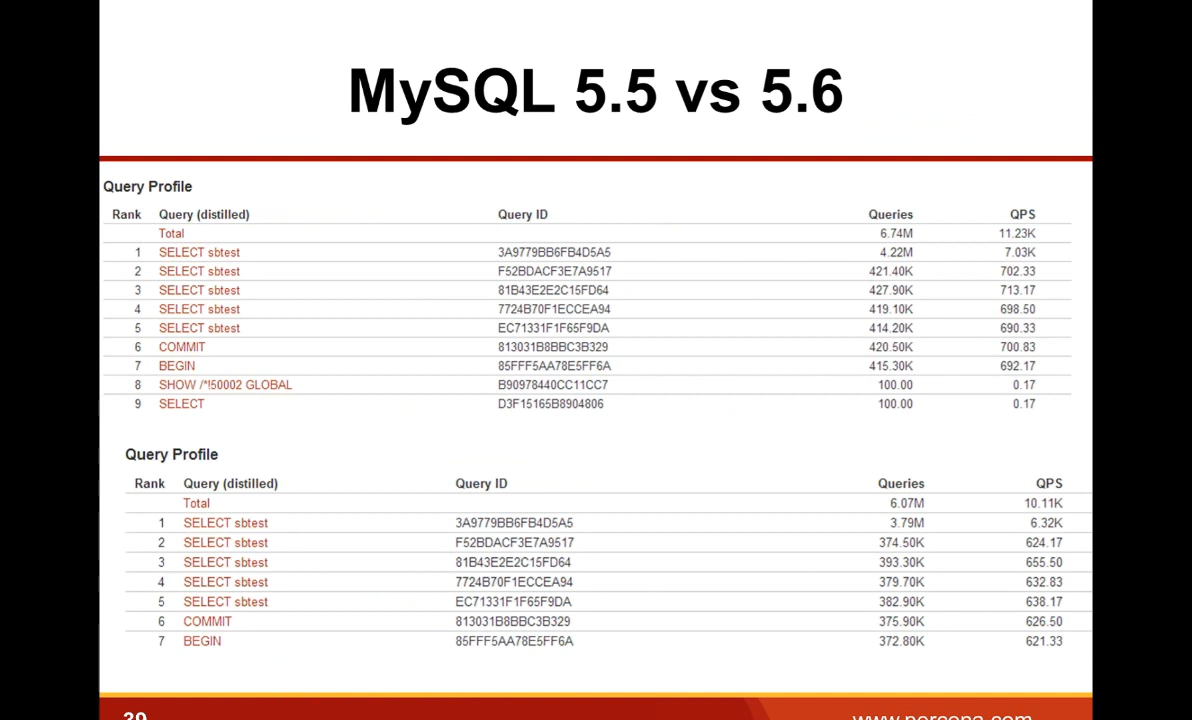 MySQL 5.5 vs 5.6
Query Profile
Rank Query (distilled) Query ID Queries QPS
Total 6.74M 11.23K
1 SELECT sbtest 3A9779BB6FB4D5A5 4.22M 7.03K
2 SELECT sbtest F52BDACF3E7A9517 421.40K 702.33
3 SELECT sbtest 81B43E2E2C15FD64 427.90K 713.17
4 SELECT sbtest 7724B70F1ECCEA94 419.10K 698.50
5 SELECT sbtest EC71331F1F65F9DA 414.20K 690.33
6 COMMIT 813031B8BBC3B329 420.50K 700.83
7 BEGIN 85FFF5AA78E5FF6A 415.30K 692.17
8 SHOW /*!50002 GLOBAL B90978440CC11CC7 100.00 0.17
9 SELECT D3F15165B8904806 100.00 0.17
Query Profile
Rank Query (distilled) Query ID Queries QPS
Total 6.07M 10.11K
1 SELECT sbtest 3A9779BB6FB4D5A5 3.79M 6.32K
2 SELECT sbtest F52BDACF3E7A9517 374.50K 624.17
3 SELECT sbtest 81B43E2E2C15FD64 393.30K 655.50
4 SELECT sbtest 7724B70F1ECCEA94 379.70K 632.83
5 SELECT sbtest EC71331F1F65F9DA 382.90K 638.17
6 COMMIT 813031B8BBC3B329 375.90K 626.50
7 BEGIN 85FFF5AA78E5FF6A 372.80K 621.33
www.percona.com